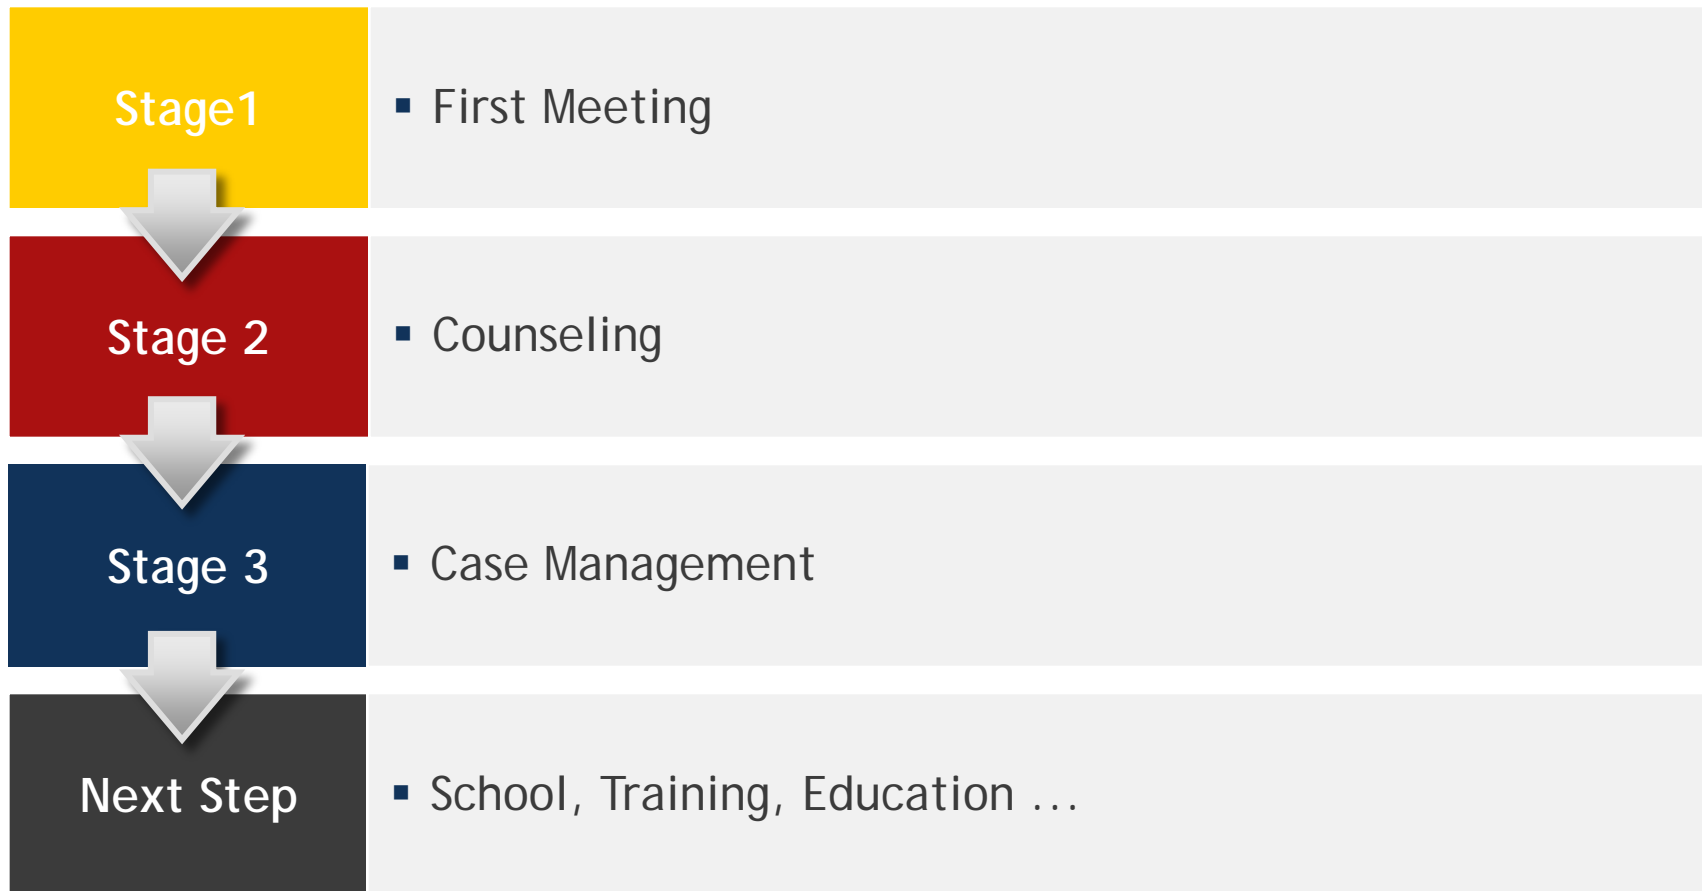 Stage1
▪ First Meeting
Stage 2
▪ Counseling
Stage 3
▪ Case Management
Next Step
▪ School, Training, Education ...